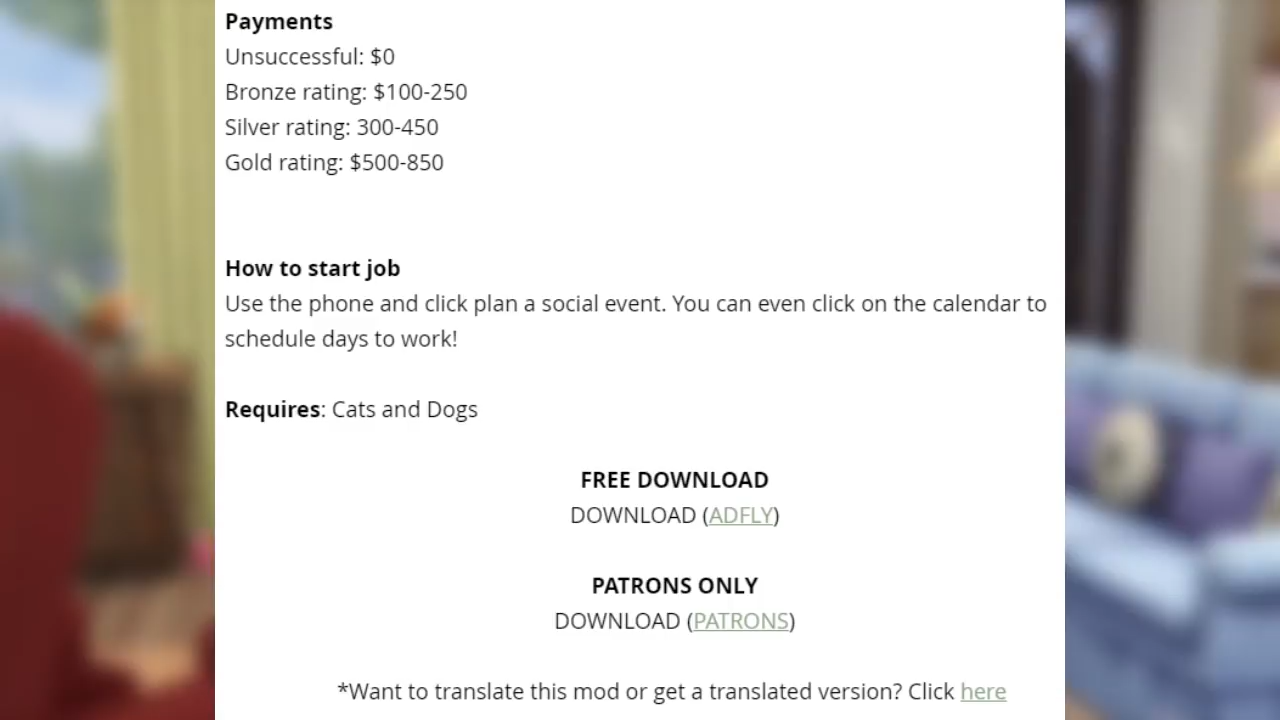 Payments
Unsuccessful: $0
Bronze rating: $100-250
Silver rating: 300-450
Gold rating: $500-850
How to start job
Use the phone and click plan a social event. You can even click on the calendar to
schedule days to work!
Requires: Cats and Dogs
FREE DOWNLOAD
DOWNLOAD (ADFLY)
PATRONS ONLY
DOWNLOAD (PATRONS)
*Want to translate this mod or get a translated version? Click here